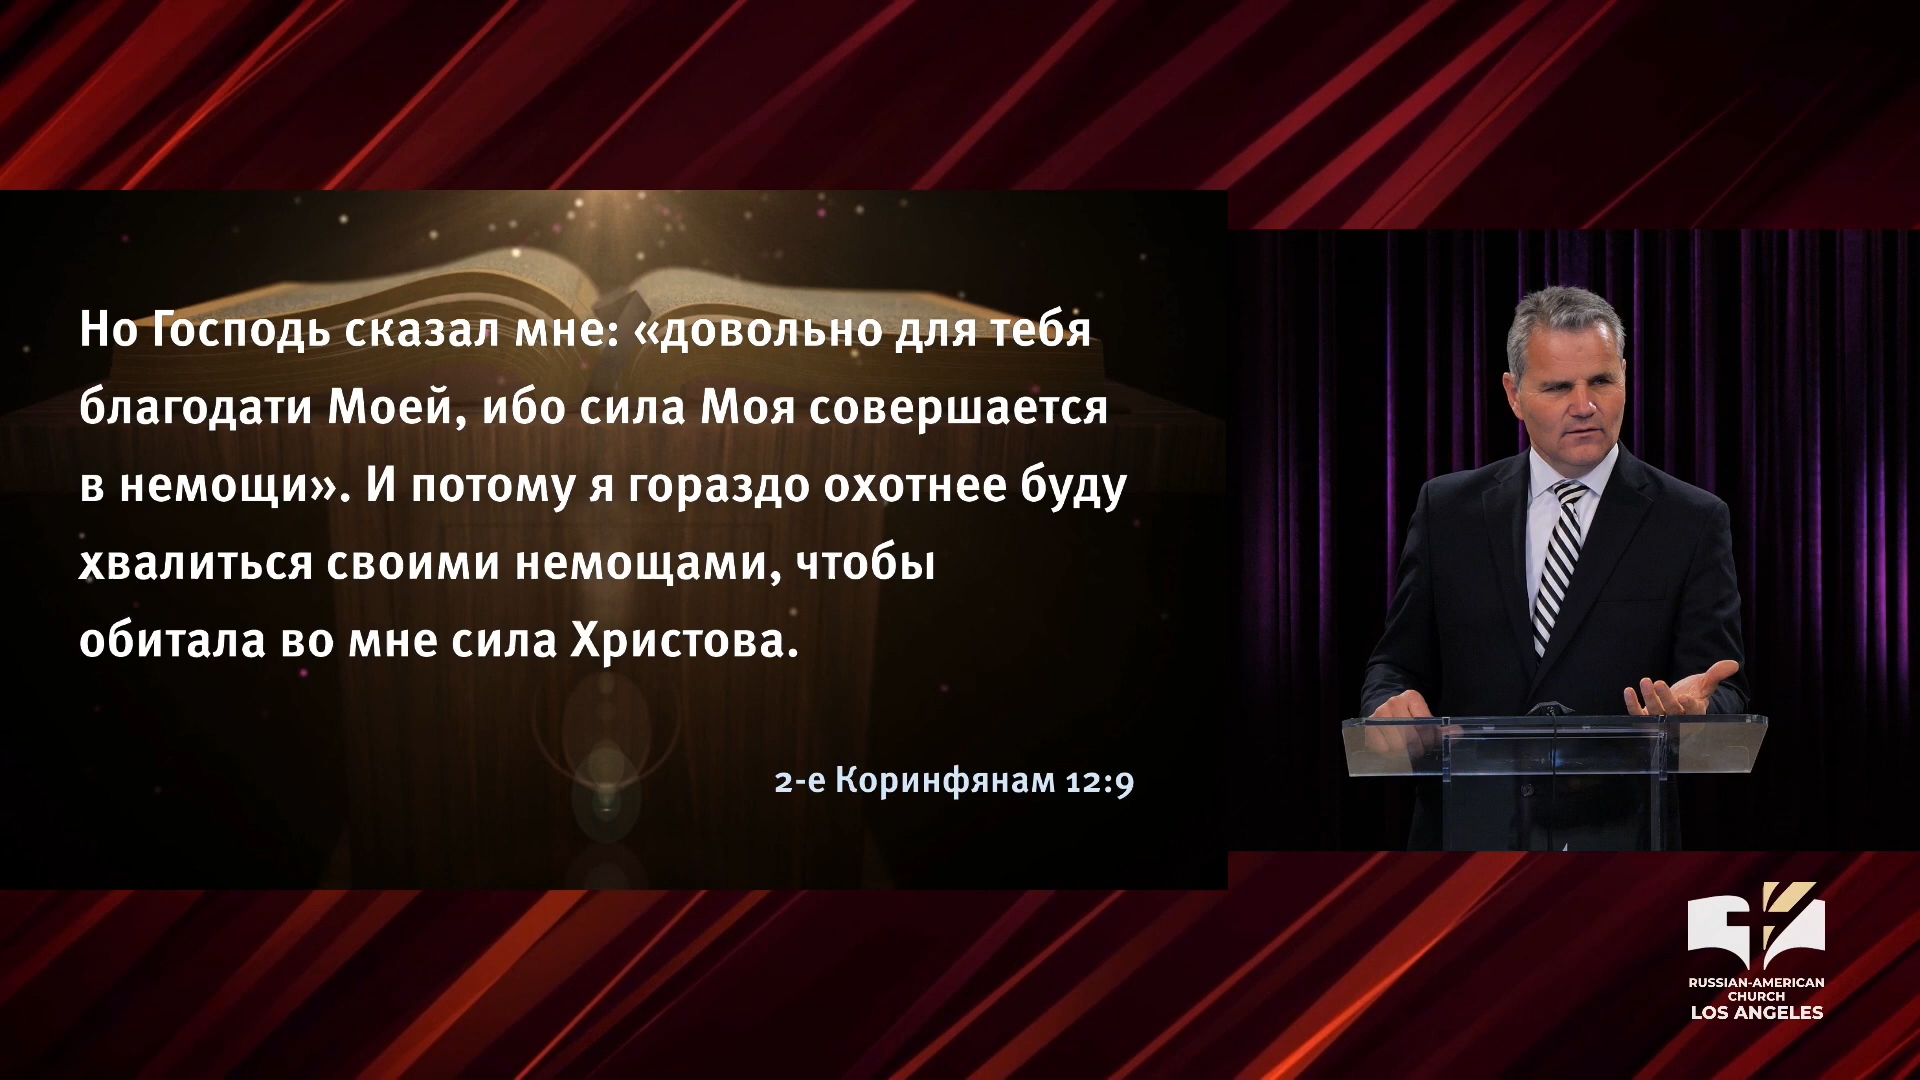 Но Господь сказал мне: «довольно для тебя
благодати Моей, ибо сила Моя совершается
в немощи». И потому я гораздо охотнее буду
хвалиться своими немощами, чтобы
обитала во мне сила Христова.
2-е Коринфянам 12:9
RUSSIAN-AMERICAN
CHURCH
LOS ANGELES